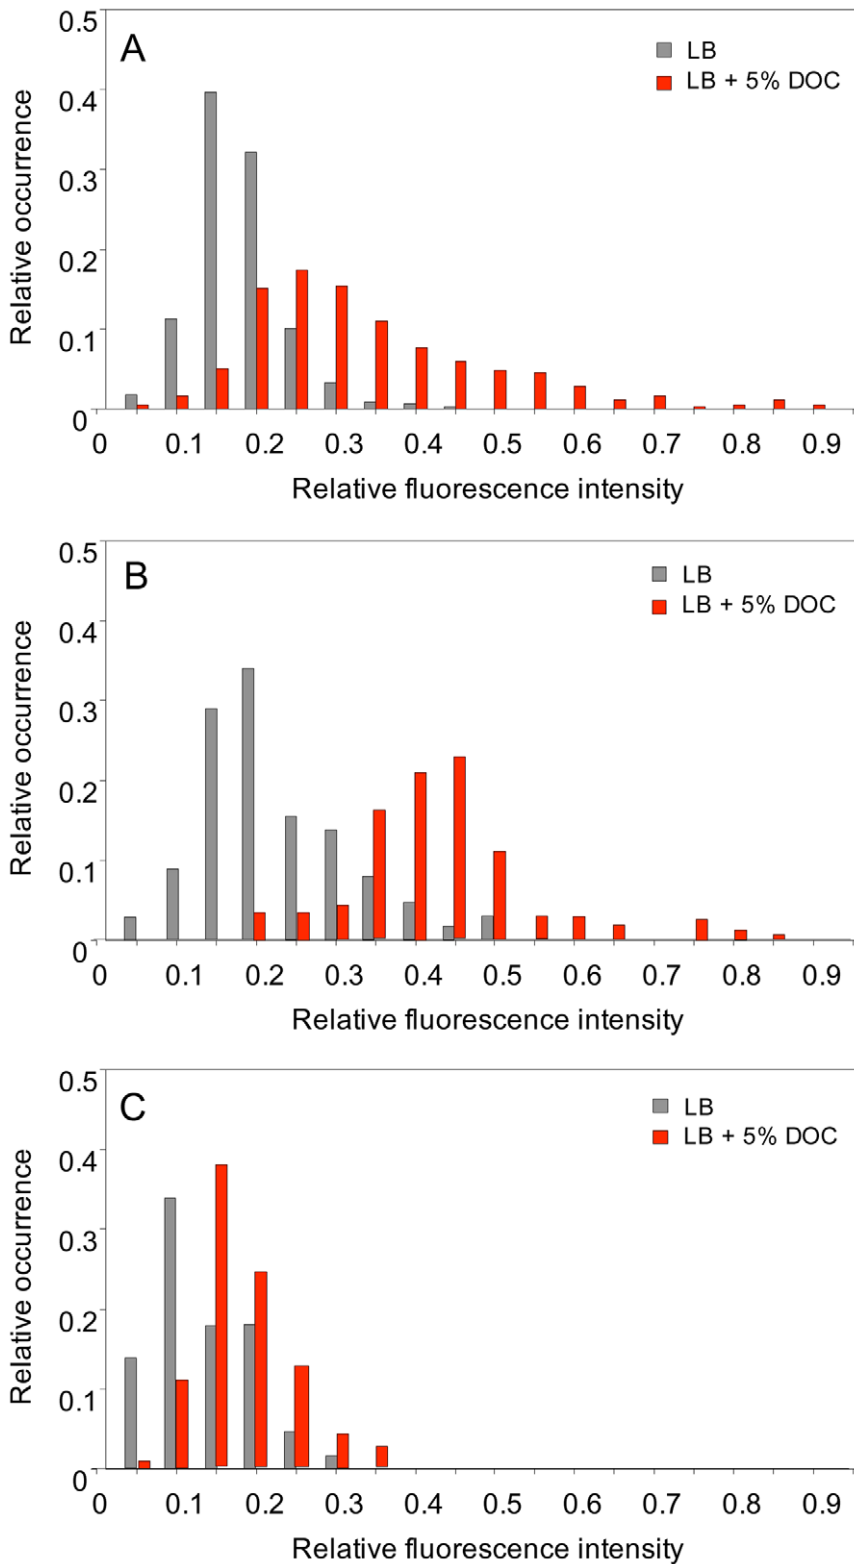 A
LB
LB + 5% DOC
Relative occurrence
0.5
0.4
0.3
0.2
0.1
0
0 0.1 0.2 0.3 0.4 0.5 0.6 0.7 0.8 0.9
Relative fluorescence intensity
B
LB
LB + 5% DOC
Relative occurrence
0.5
0.4
0.3
0.2
0.1
0
0 0.1 0.2 0.3 0.4 0.5 0.6 0.7 0.8 0.9
Relative fluorescence intensity
C
LB
LB + 5% DOC
Relative occurrence
0.5
0.4
0.3
0.2
0.1
0
0 0.1 0.2 0.3 0.4 0.5 0.6 0.7 0.8 0.9
Relative fluorescence intensity